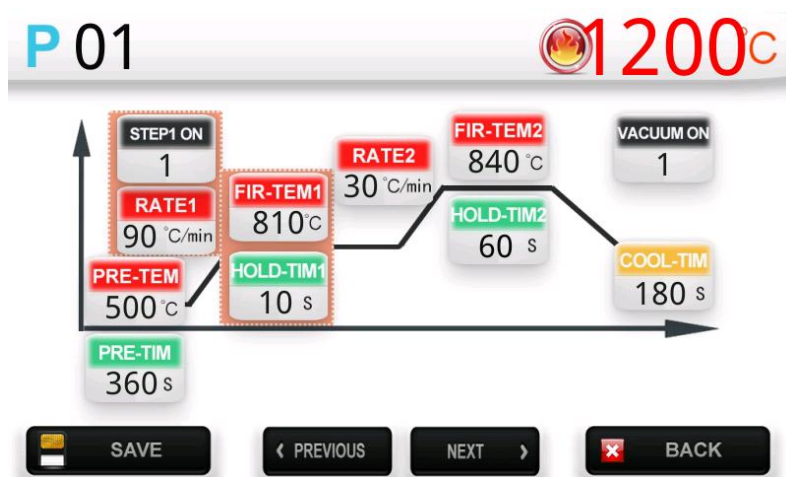 P 01
1200°C
STEP1 ON
1
RATE1
90 °C/min
PRE-TEM
500 °C
PRE-TIM
360 S
FIR-TEM1
810°C
HOLD-TIM1
10 S
RATE2
30 °C/min
FIR-TEM2
840 °C
HOLD-TIM2
60 S
VACUUM ON
1
COOL-TIM
180 S
SAVE
‹ PREVIOUS
NEXT ›
BACK